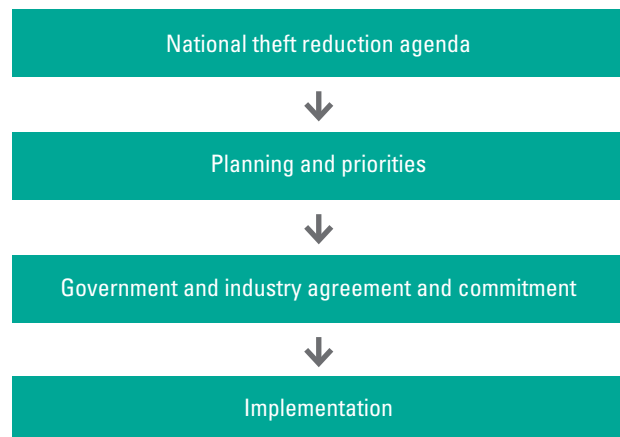 National theft reduction agenda
Planning and priorities
Government and industry agreement and commitment
Implementation